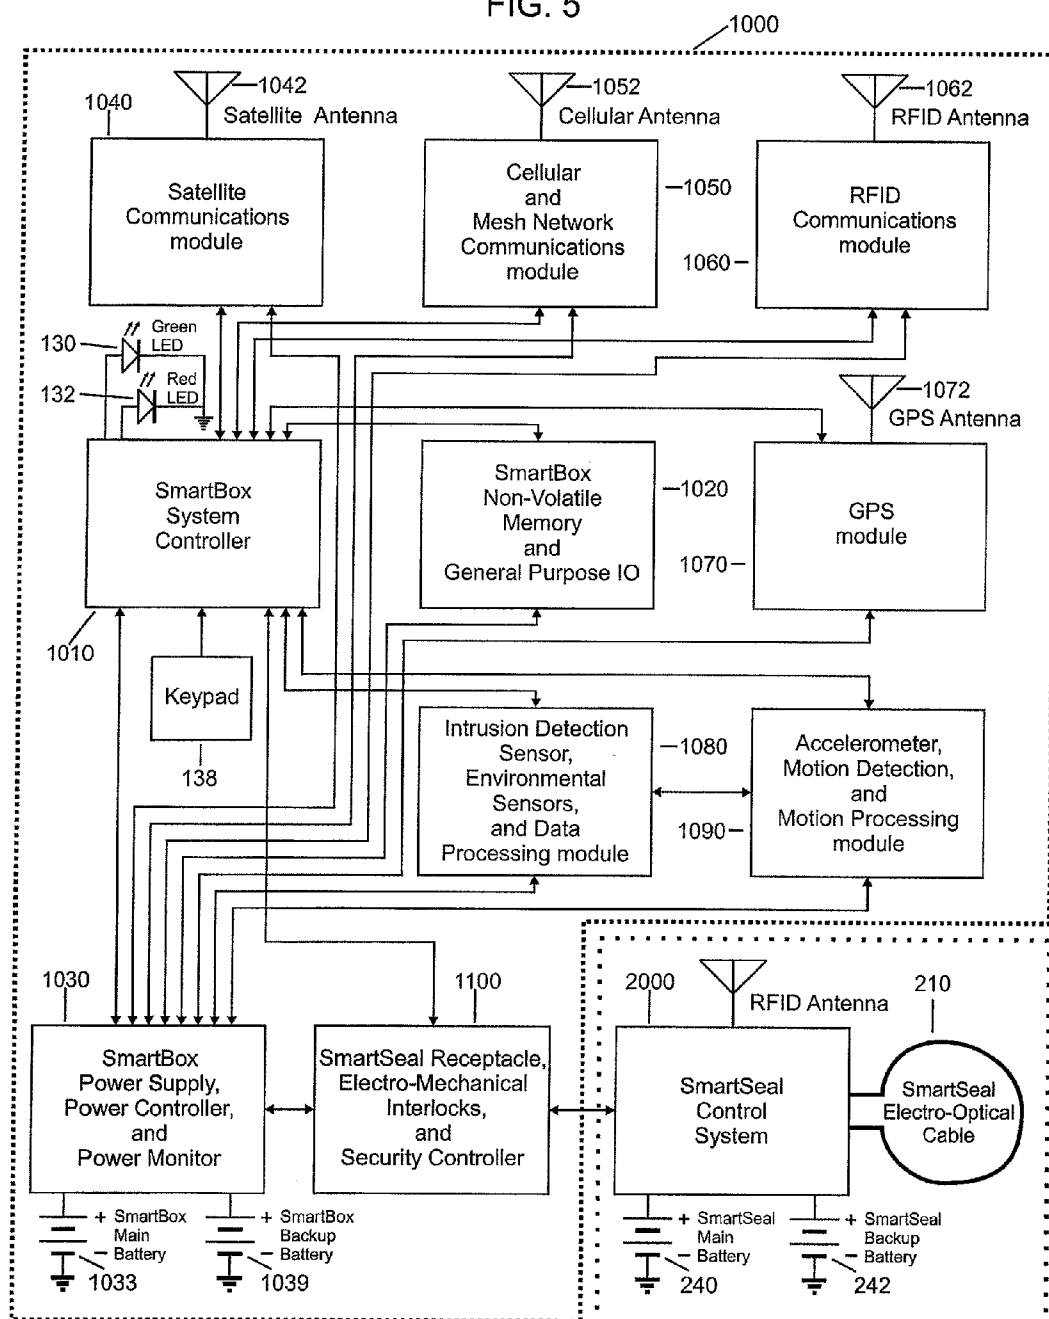 FIG. 5
1000
1042
Satellite Antenna
1052
Cellular Antenna
1062
RFID Antenna
1040
Satellite
Communications
module
Cellular
and
Mesh Network
Communications
module
1050
1060
RFID
Communications
module
130
Green
LED
132
Red
LED
1072
GPS Antenna
SmartBox
System
Controller
1010
SmartBox
Non-Volatile
Memory
and
General Purpose IO
1020
1070
GPS
module
Keypad
138
Intrusion Detection
Sensor,
Environmental
Sensors,
and Data
Processing module
1080
1090
Accelerometer,
Motion Detection,
and
Motion Processing
module
1030
SmartBox
Power Supply,
Power Controller,
and
Power Monitor
1100
SmartSeal Receptacle,
Electro-Mechanical
Interlocks,
and
Security Controller
2000
RFID Antenna
210
SmartSeal
Control
System
SmartSeal
Electro-Optical
Cable
+ SmartBox
Main
− Battery
1033
+ SmartBox
Backup
− Battery
1039
+ SmartSeal
Main
− Battery
240
+ SmartSeal
Backup
− Battery
242